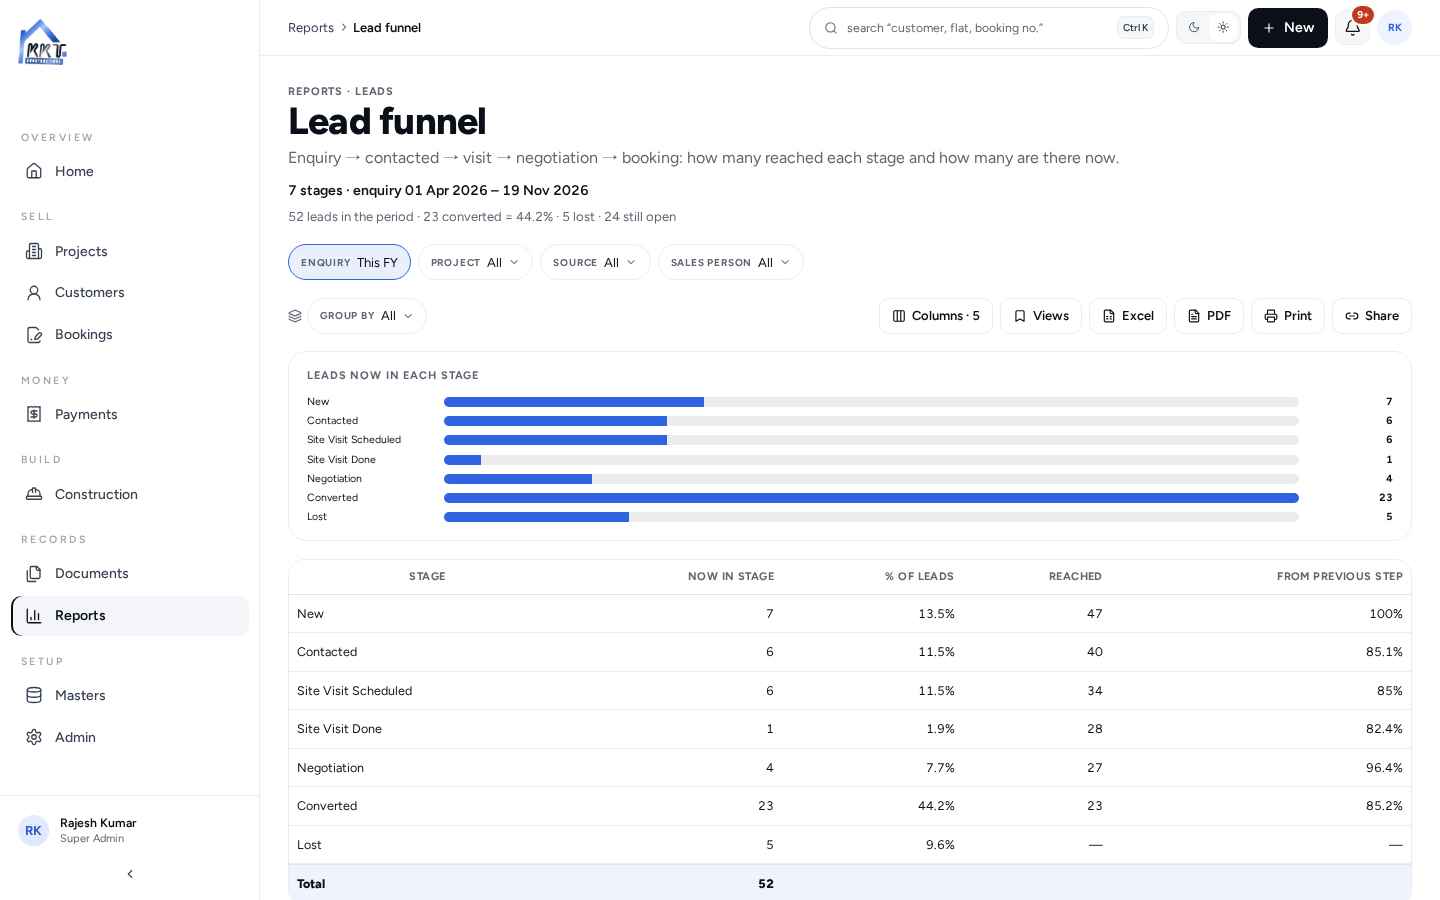 RKT
CONSTRUCTIONS
Reports > Lead funnel
search “customer, flat, booking no.”
Ctrl K
+ New
9+
RK
OVERVIEW
Home
SELL
Projects
Customers
Bookings
MONEY
Payments
BUILD
Construction
RECORDS
Documents
Reports
SETUP
Masters
Admin
RK
Rajesh Kumar
Super Admin
REPORTS · LEADS
Lead funnel
Enquiry → contacted → visit → negotiation → booking: how many reached each stage and how many are there now.
7 stages · enquiry 01 Apr 2026 – 19 Nov 2026
52 leads in the period · 23 converted = 44.2% · 5 lost · 24 still open
ENQUIRY This FY
PROJECT All
SOURCE All
SALES PERSON All
GROUP BY All
Columns · 5
Views
Excel
PDF
Print
Share
LEADS NOW IN EACH STAGE
New 7
Contacted 6
Site Visit Scheduled 6
Site Visit Done 1
Negotiation 4
Converted 23
Lost 5
STAGE NOW IN STAGE % OF LEADS REACHED FROM PREVIOUS STEP
New 7 13.5% 47 100%
Contacted 6 11.5% 40 85.1%
Site Visit Scheduled 6 11.5% 34 85%
Site Visit Done 1 1.9% 28 82.4%
Negotiation 4 7.7% 27 96.4%
Converted 23 44.2% 23 85.2%
Lost 5 9.6% — —
Total 52